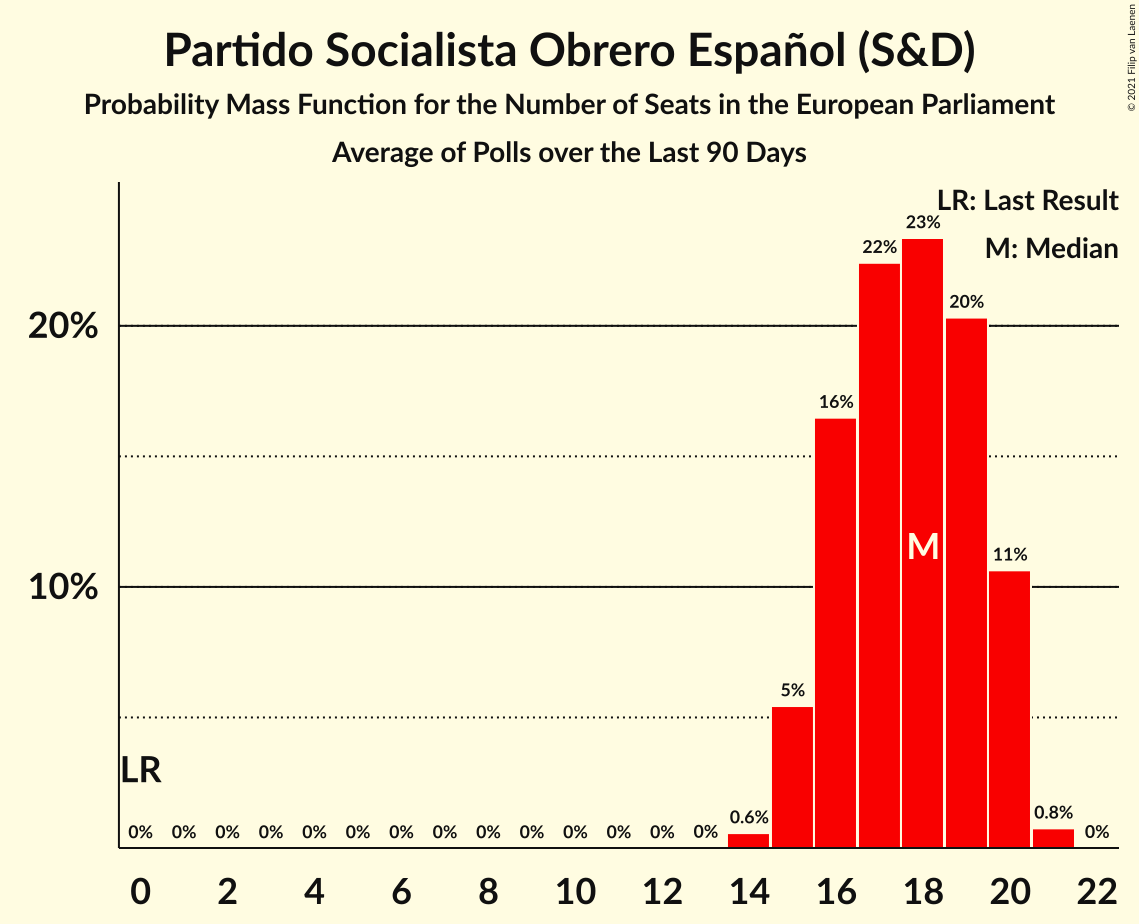 Partido Socialista Obrero Español (S&D)
Probability Mass Function for the Number of Seats in the European Parliament
Average of Polls over the Last 90 Days
© 2021 Filip van Laenen
LR: Last Result
M: Median
20%
10%
LR
M
0% 0% 0% 0% 0% 0% 0% 0% 0% 0% 0% 0% 0% 0% 0.6% 5% 16% 22% 23% 20% 11% 0.8% 0%
0 2 4 6 8 10 12 14 16 18 20 22